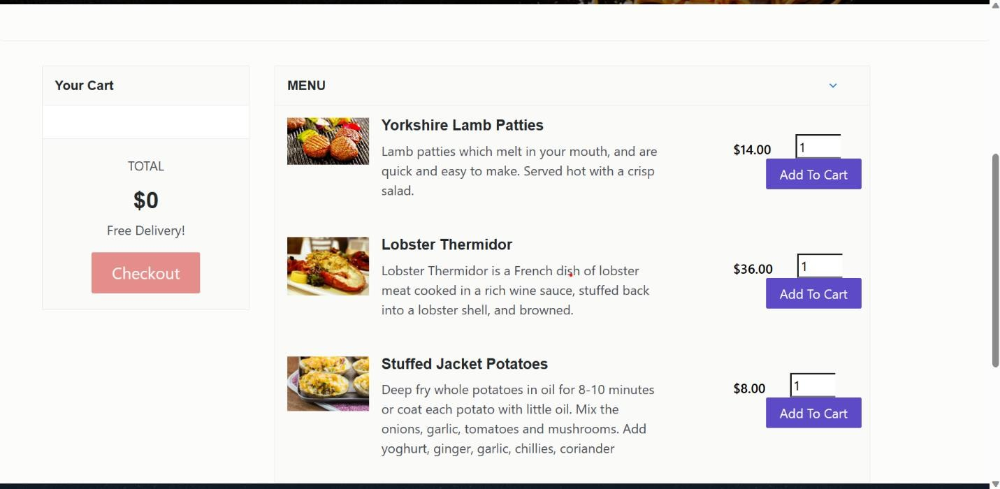 Your Cart
TOTAL
$0
Free Delivery!
Checkout
MENU
Yorkshire Lamb Patties
Lamb patties which melt in your mouth, and are
quick and easy to make. Served hot with a crisp
salad.
$14.00
1
Add To Cart
Lobster Thermidor
Lobster Thermidor is a French dish of lobster
meat cooked in a rich wine sauce, stuffed back
into a lobster shell, and browned.
$36.00
1
Add To Cart
Stuffed Jacket Potatoes
Deep fry whole potatoes in oil for 8-10 minutes
or coat each potato with little oil. Mix the
onions, garlic, tomatoes and mushrooms. Add
yoghurt, ginger, garlic, chillies, coriander
$8.00
1
Add To Cart